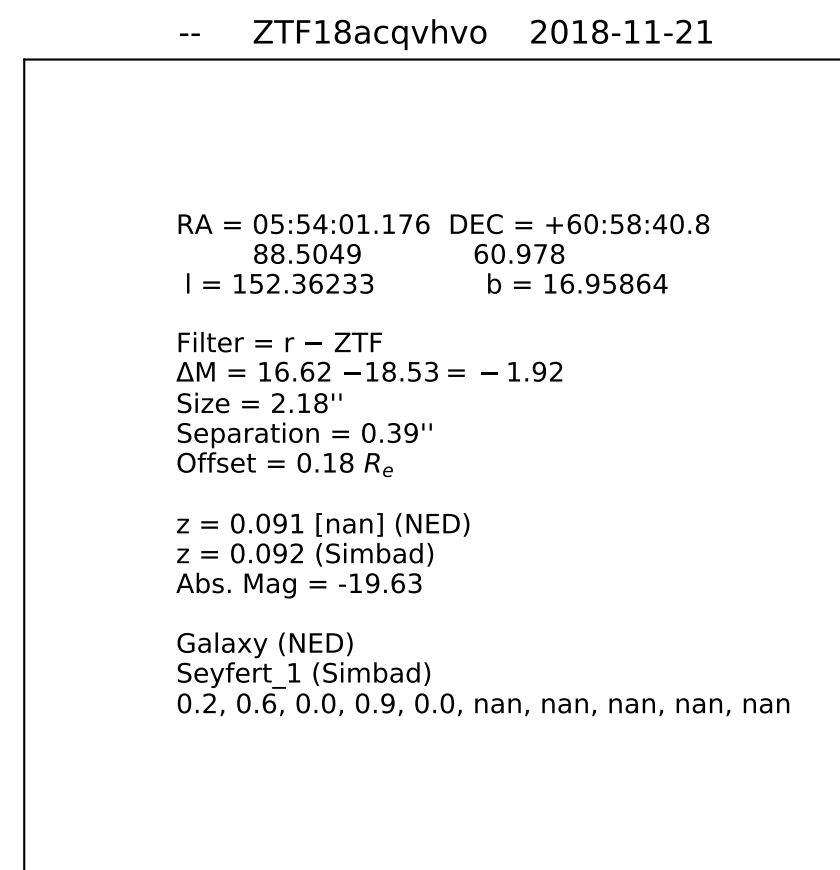 -- ZTF18acqvhvo 2018-11-21
RA = 05:54:01.176 DEC = +60:58:40.8
88.5049 60.978
l = 152.36233 b = 16.95864
Filter = r − ZTF
ΔM = 16.62 −18.53 = − 1.92
Size = 2.18''
Separation = 0.39''
Offset = 0.18 Rₑ
z = 0.091 [nan] (NED)
z = 0.092 (Simbad)
Abs. Mag = -19.63
Galaxy (NED)
Seyfert_1 (Simbad)
0.2, 0.6, 0.0, 0.9, 0.0, nan, nan, nan, nan, nan